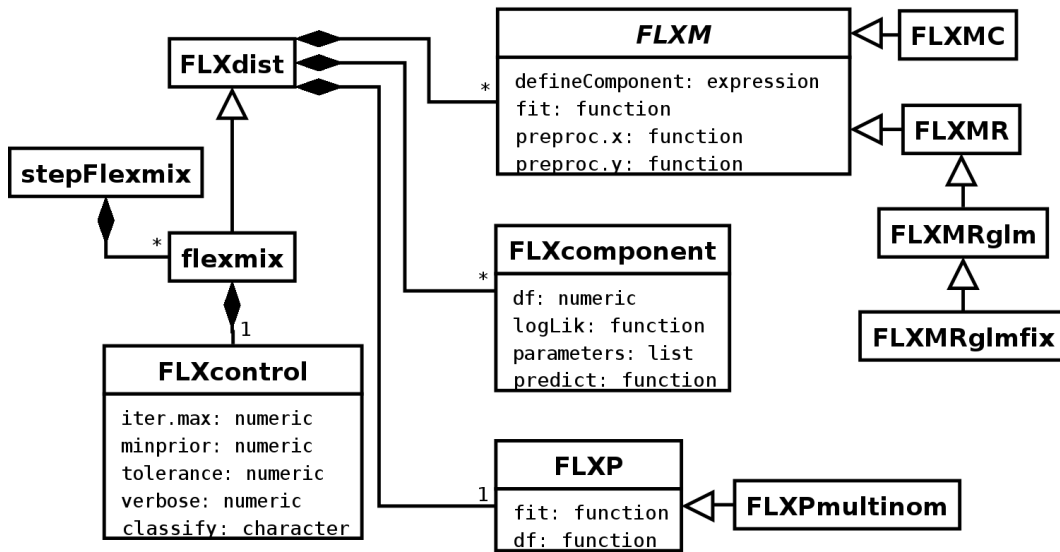 FLXM
FLXMC
FLXdist
defineComponent: expression
*
fit: function
FLXMR
preproc.x: function
preproc.y: function
stepFlexmix
FLXMRglm
*
flexmix
FLXcomponent
*
df: numeric
1
logLik: function
FLXMRglmfix
parameters: list
predict: function
FLXcontrol
iter.max: numeric
minprior: numeric
tolerance: numeric
verbose: numeric
classify: character
FLXP
1
fit: function
df: function
FLXPmultinom